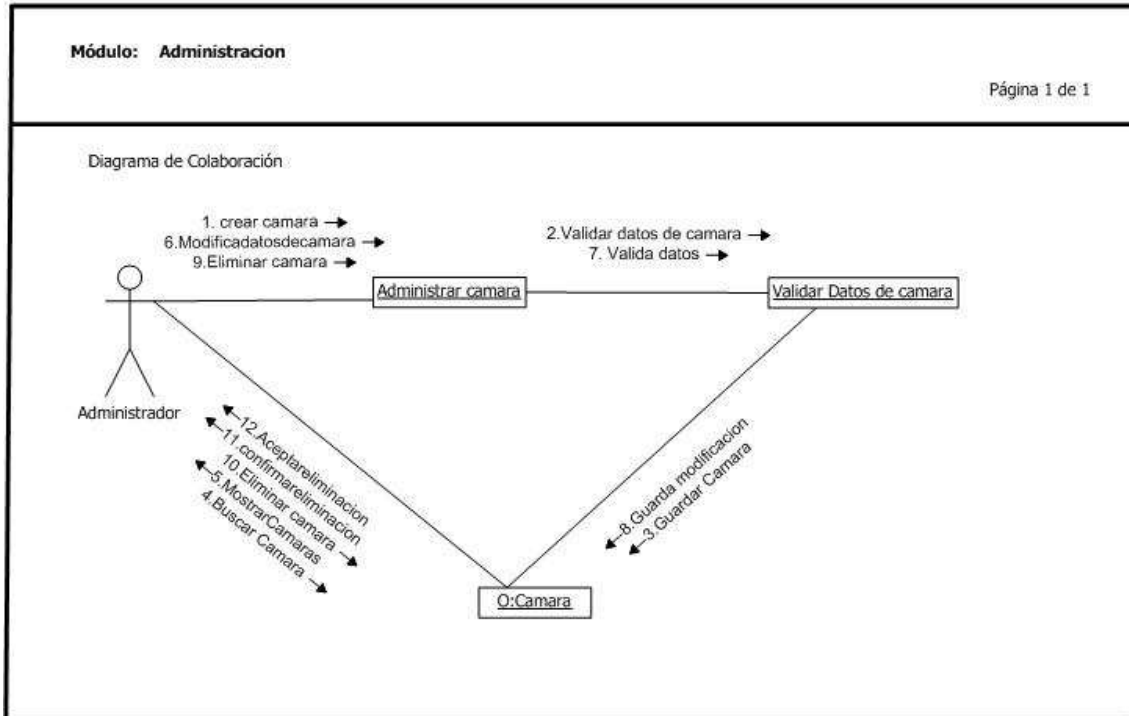 Módulo: Administracion
Página 1 de 1
Diagrama de Colaboración
1. crear camara
6.Modificadatosdecamara
9.Eliminar camara
2.Validar datos de camara
7. Valida datos
Administrar camara
Validar Datos de camara
Administrador
12.Aceptareliminacion
11.confirmareliminacion
10.Eliminar camara
5.MostrarCamaras
4.Buscar Camara
8.Guarda modificacion
3.Guardar Camara
O:Camara